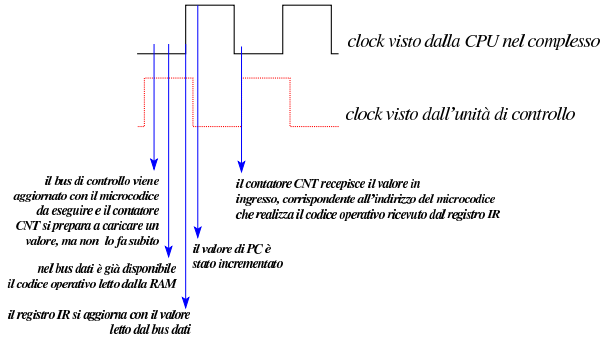 clock visto dalla CPU nel complesso
clock visto dall'unità di controllo
il bus di controllo viene
aggiornato con il microcodice
da eseguire e il contatore
CNT si prepara a caricare un
valore, ma non lo fa subito
il contatore CNT recepisce il valore in
ingresso, corrispondente all'indirizzo del microcodice
che realizza il codice operativo ricevuto dal registro IR
il valore di PC è
stato incrementato
nel bus dati è già disponibile
il codice operativo letto dalla RAM
il registro IR si aggiorna con il valore
letto dal bus dati